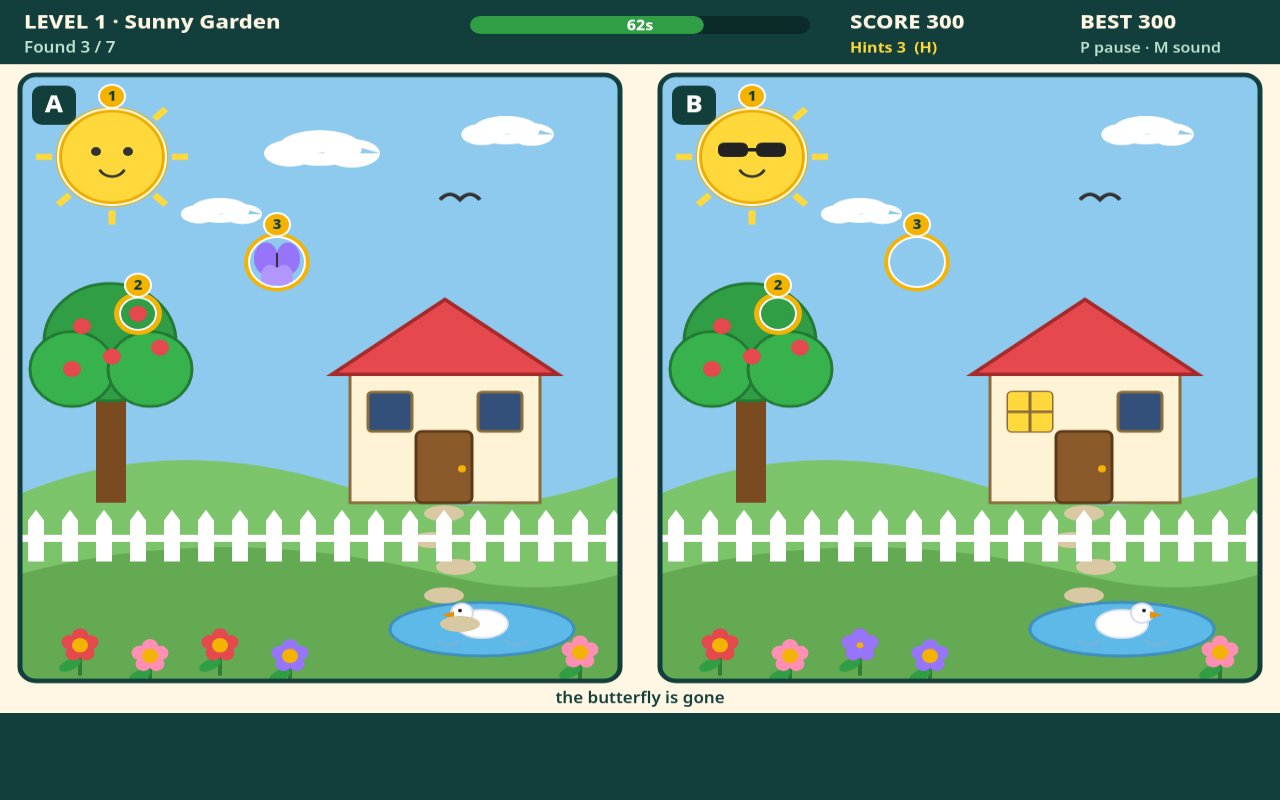 LEVEL 1 · Sunny Garden
Found 3 / 7
62s
SCORE 300
Hints 3 (H)
BEST 300
P pause · M sound
A
1
3
2
B
1
3
2
the butterfly is gone